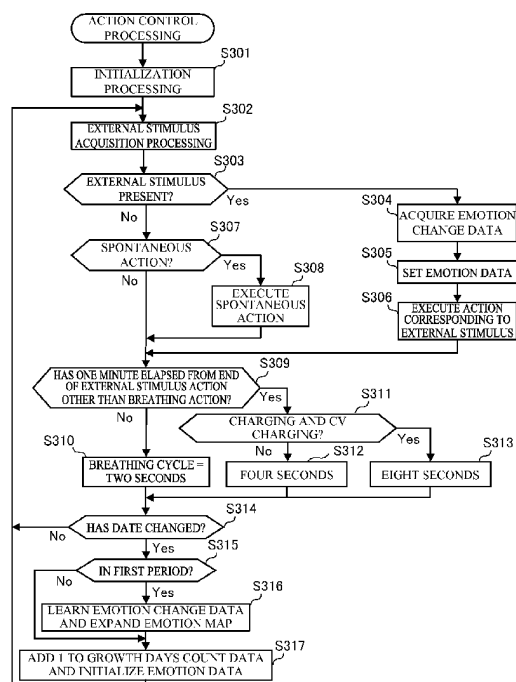 ACTION CONTROL
PROCESSING
S301
INITIALIZATION
PROCESSING
S302
EXTERNAL STIMULUS
ACQUISITION PROCESSING
S303
EXTERNAL STIMULUS
PRESENT?
Yes
No
S304
ACQUIRE EMOTION
CHANGE DATA
S305
SET EMOTION DATA
S306
EXECUTE ACTION
CORRESPONDING TO
EXTERNAL STIMULUS
S307
SPONTANEOUS
ACTION?
Yes
No
S308
EXECUTE
SPONTANEOUS
ACTION
S309
HAS ONE MINUTE ELAPSED FROM END
OF EXTERNAL STIMULUS ACTION
OTHER THAN BREATHING ACTION?
Yes
No
S311
CHARGING AND CV
CHARGING?
No
Yes
S310
BREATHING CYCLE =
TWO SECONDS
S312
FOUR SECONDS
S313
EIGHT SECONDS
S314
HAS DATE CHANGED?
No
Yes
S315
IN FIRST PERIOD?
No
Yes
S316
LEARN EMOTION CHANGE DATA
AND EXPAND EMOTION MAP
S317
ADD 1 TO GROWTH DAYS COUNT DATA
AND INITIALIZE EMOTION DATA